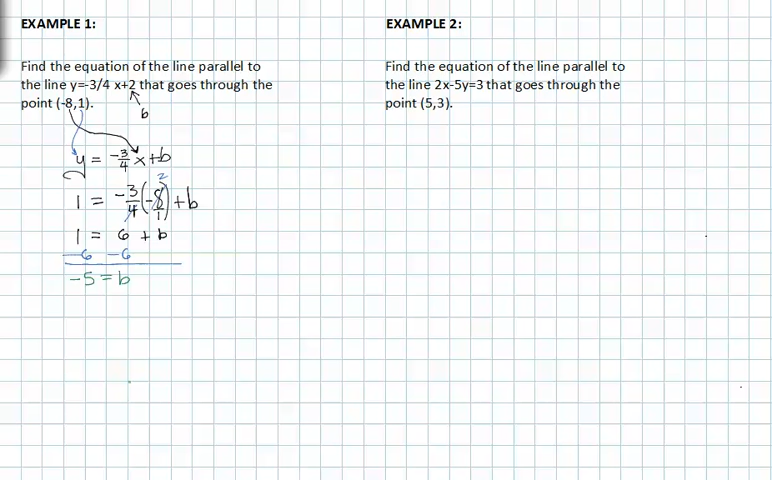 EXAMPLE 1:
Find the equation of the line parallel to
the line y=-3/4 x+2 that goes through the
point (-8,1).
b
y = -3/4 x + b
1 = -3/4 (-8/1) + b
2
1 = 6 + b
-6 -6
-5 = b
EXAMPLE 2:
Find the equation of the line parallel to
the line 2x-5y=3 that goes through the
point (5,3).